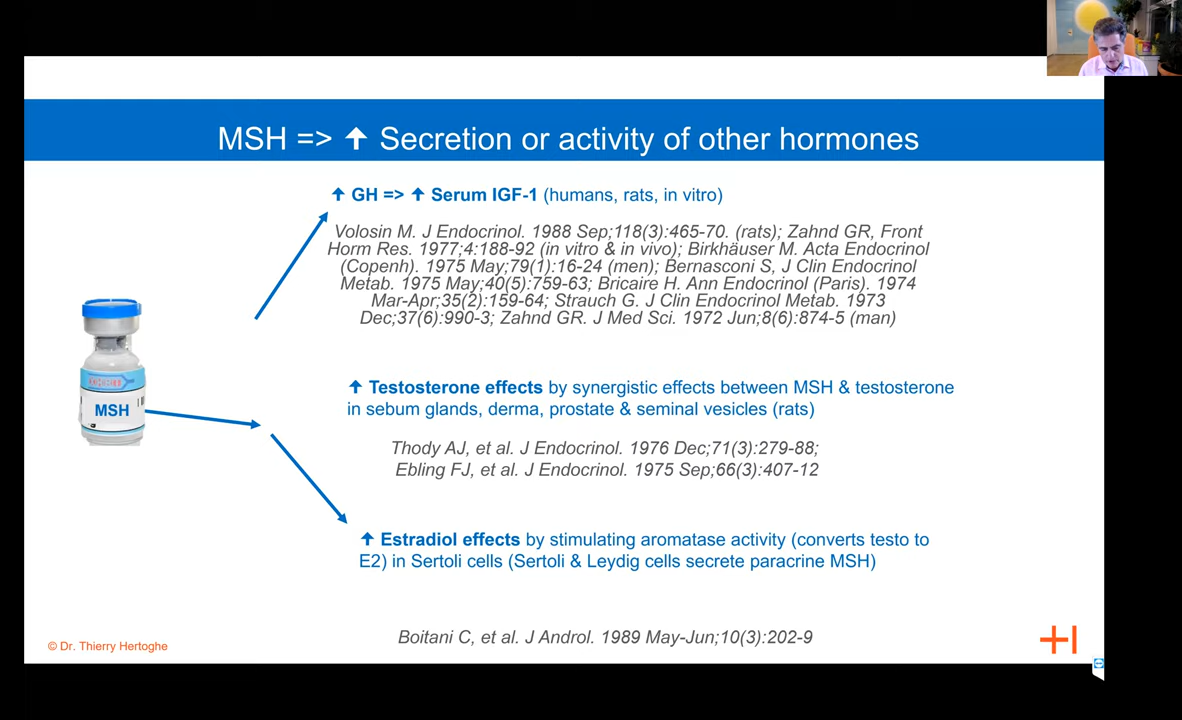 MSH => ↑ Secretion or activity of other hormones
↑ GH => ↑ Serum IGF-1 (humans, rats, in vitro)
Volosin M. J Endocrinol. 1988 Sep;118(3):465-70. (rats); Zahnd GR, Front
Horm Res. 1977;4:188-92 (in vitro & in vivo); Birkhäuser M. Acta Endocrinol
(Copenh). 1975 May;79(1):16-24 (men); Bernasconi S, J Clin Endocrinol
Metab. 1975 May;40(5):759-63; Bricaire H. Ann Endocrinol (Paris). 1974
Mar-Apr;35(2):159-64; Strauch G. J Clin Endocrinol Metab. 1973
Dec;37(6):990-3; Zahnd GR. J Med Sci. 1972 Jun;8(6):874-5 (man)
↑ Testosterone effects by synergistic effects between MSH & testosterone
in sebum glands, derma, prostate & seminal vesicles (rats)
MSH
Thody AJ, et al. J Endocrinol. 1976 Dec;71(3):279-88;
Ebling FJ, et al. J Endocrinol. 1975 Sep;66(3):407-12
↑ Estradiol effects by stimulating aromatase activity (converts testo to
E2) in Sertoli cells (Sertoli & Leydig cells secrete paracrine MSH)
Boitani C, et al. J Androl. 1989 May-Jun;10(3):202-9
© Dr. Thierry Hertoghe